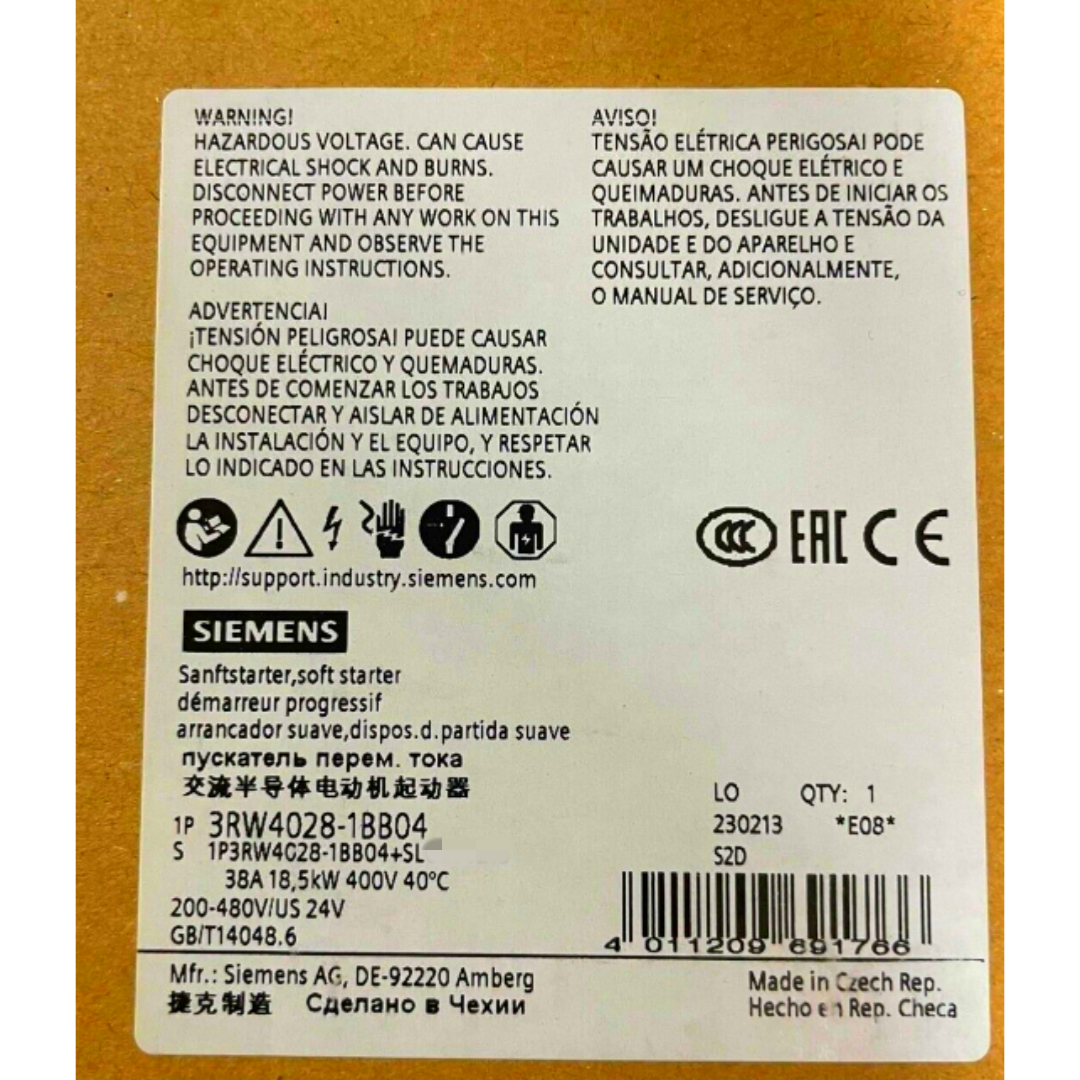 WARNING!
HAZARDOUS VOLTAGE. CAN CAUSE
ELECTRICAL SHOCK AND BURNS.
DISCONNECT POWER BEFORE
PROCEEDING WITH ANY WORK ON THIS
EQUIPMENT AND OBSERVE THE
OPERATING INSTRUCTIONS.
ADVERTENCIA!
¡TENSIÓN PELIGROSA! PUEDE CAUSAR
CHOQUE ELÉCTRICO Y QUEMADURAS.
ANTES DE COMENZAR LOS TRABAJOS
DESCONECTAR Y AISLAR DE ALIMENTACIÓN
LA INSTALACIÓN Y EL EQUIPO, Y RESPETAR
LO INDICADO EN LAS INSTRUCCIONES.
AVISO!
TENSÃO ELÉTRICA PERIGOSA! PODE
CAUSAR UM CHOQUE ELÉTRICO E
QUEIMADURAS. ANTES DE INICIAR OS
TRABALHOS, DESLIGUE A TENSÃO DA
UNIDADE E DO APARELHO E
CONSULTAR, ADICIONALMENTE,
O MANUAL DE SERVIÇO.
CCC EAC CE
http://support.industry.siemens.com
SIEMENS
Sanftstarter,soft starter
démarreur progressif
arrancador suave,dispos.d.partida suave
пускатель перем. тока
交流半导体电动机起动器
1P 3RW4028-1BB04
S 1P3RW4028-1BB04+SL
38A 18,5kW 400V 40°C
200-480V/US 24V
GB/T14048.6
LO QTY: 1
230213 *E08*
S2D
4 011209 691766
Mfr.: Siemens AG, DE-92220 Amberg
捷克制造 Сделано в Чехии
Made in Czech Rep.
Hecho en Rep. Checa